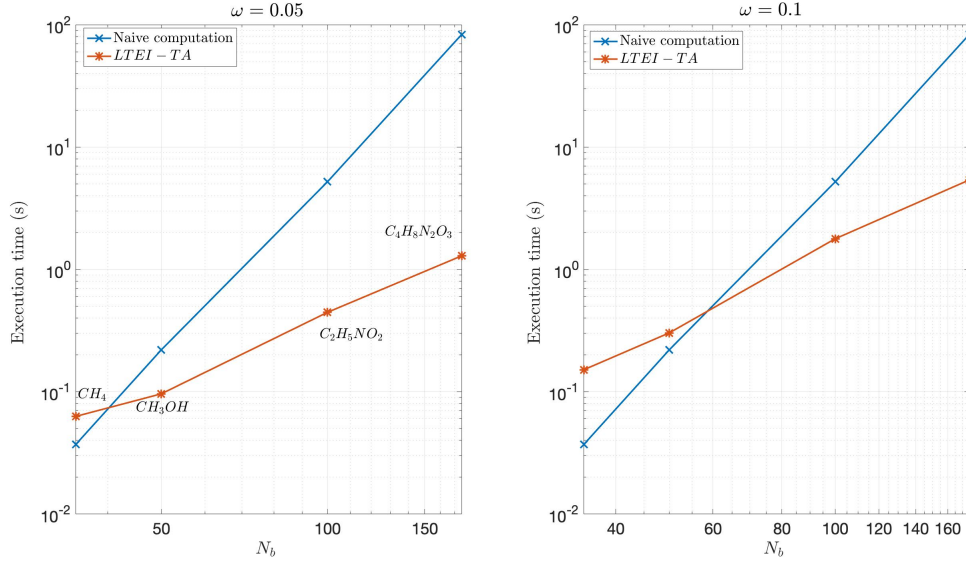 ω = 0.05
Naive computation
LTEI − TA
10^2
10^1
10^0
10^-1
10^-2
Execution time (s)
C_4H_8N_2O_3
C_2H_5NO_2
CH_4
CH_3OH
50
100
150
N_b
ω = 0.1
Naive computation
LTEI − TA
10^2
10^1
10^0
10^-1
10^-2
Execution time (s)
40
60
80
100
120
140
160
N_b